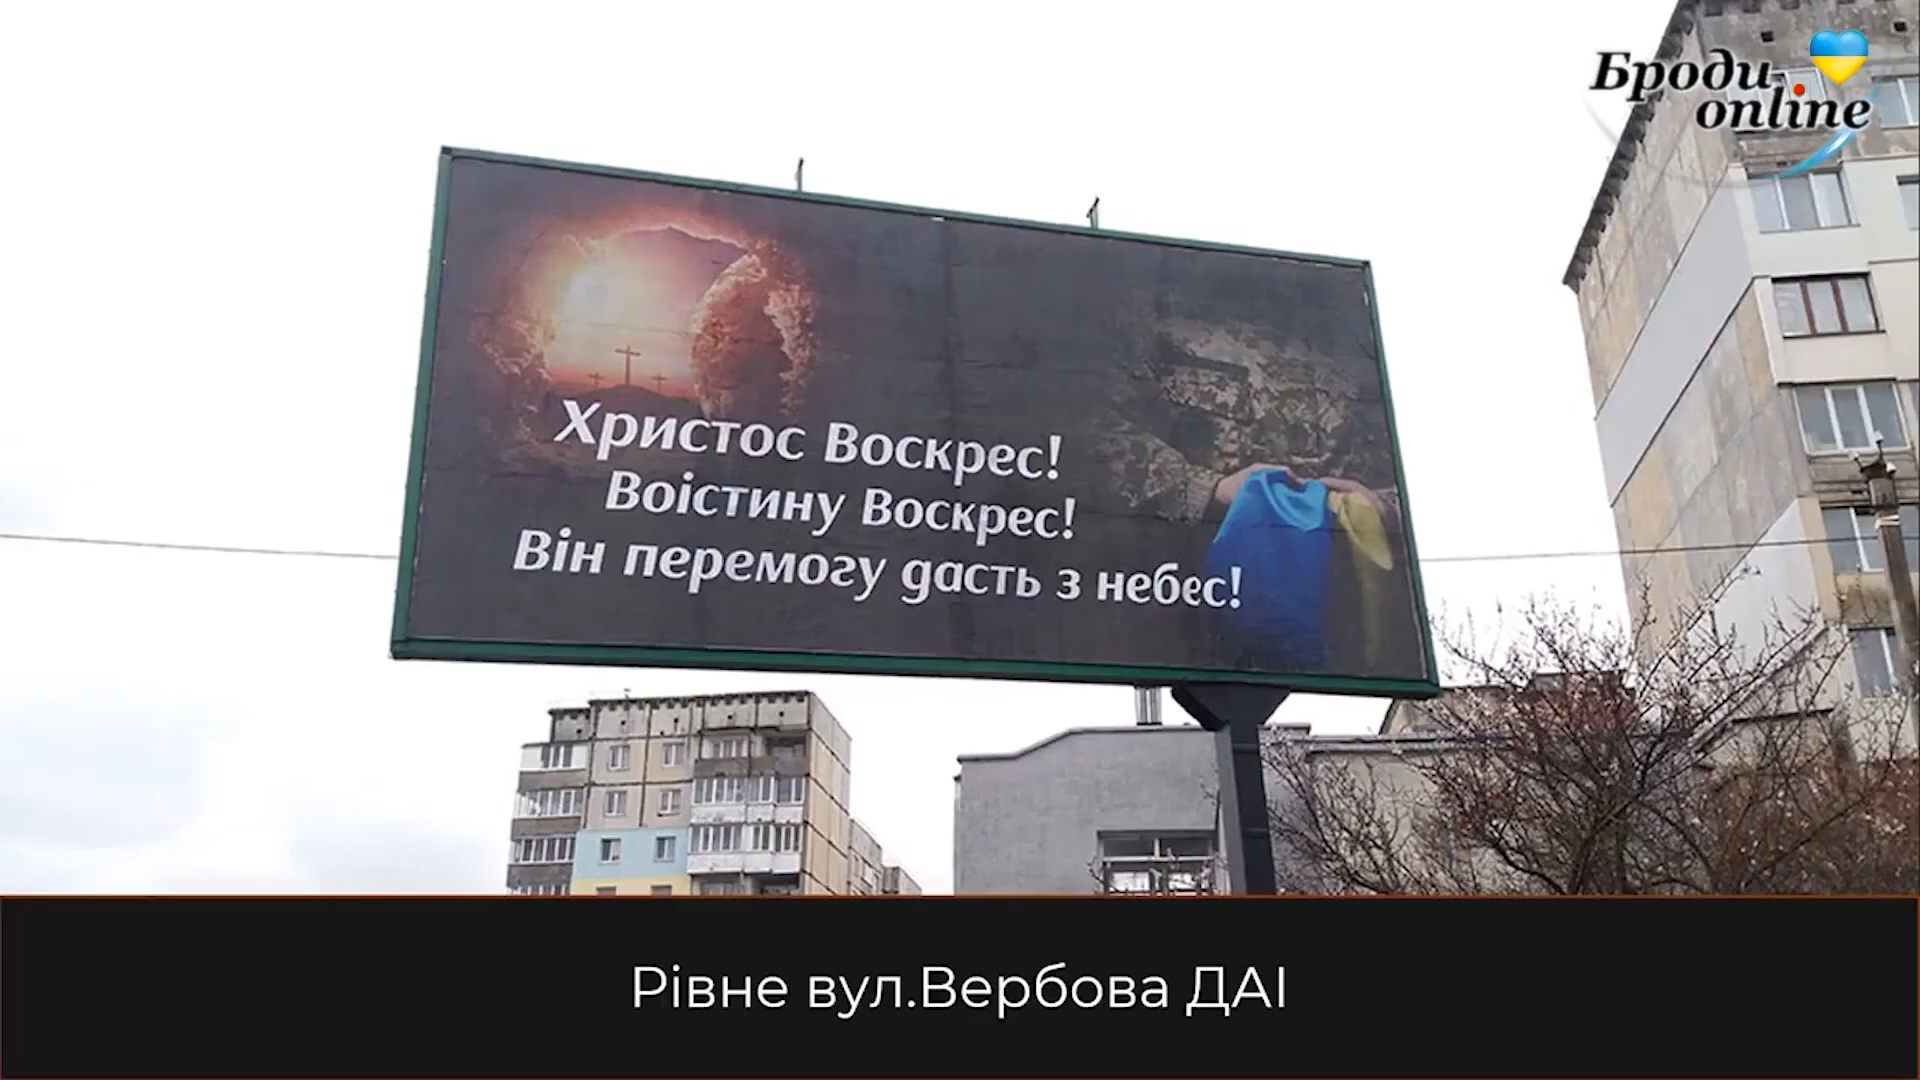 Броди
online
Христос Воскрес!
Воістину Воскрес!
Він перемогу дасть з небес!
Рівне вул.Вербова ДАІ